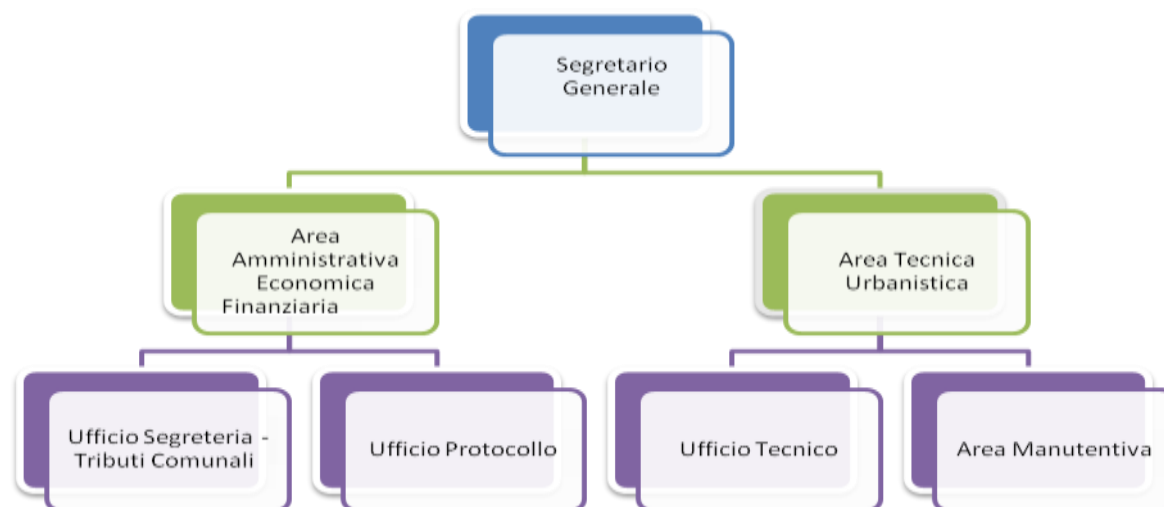 Segretario
Generale
Area
Amministrativa
Economica
Finanziaria
Area Tecnica
Urbanistica
Ufficio Segreteria -
Tributi Comunali
Ufficio Protocollo
Ufficio Tecnico
Area Manutentiva